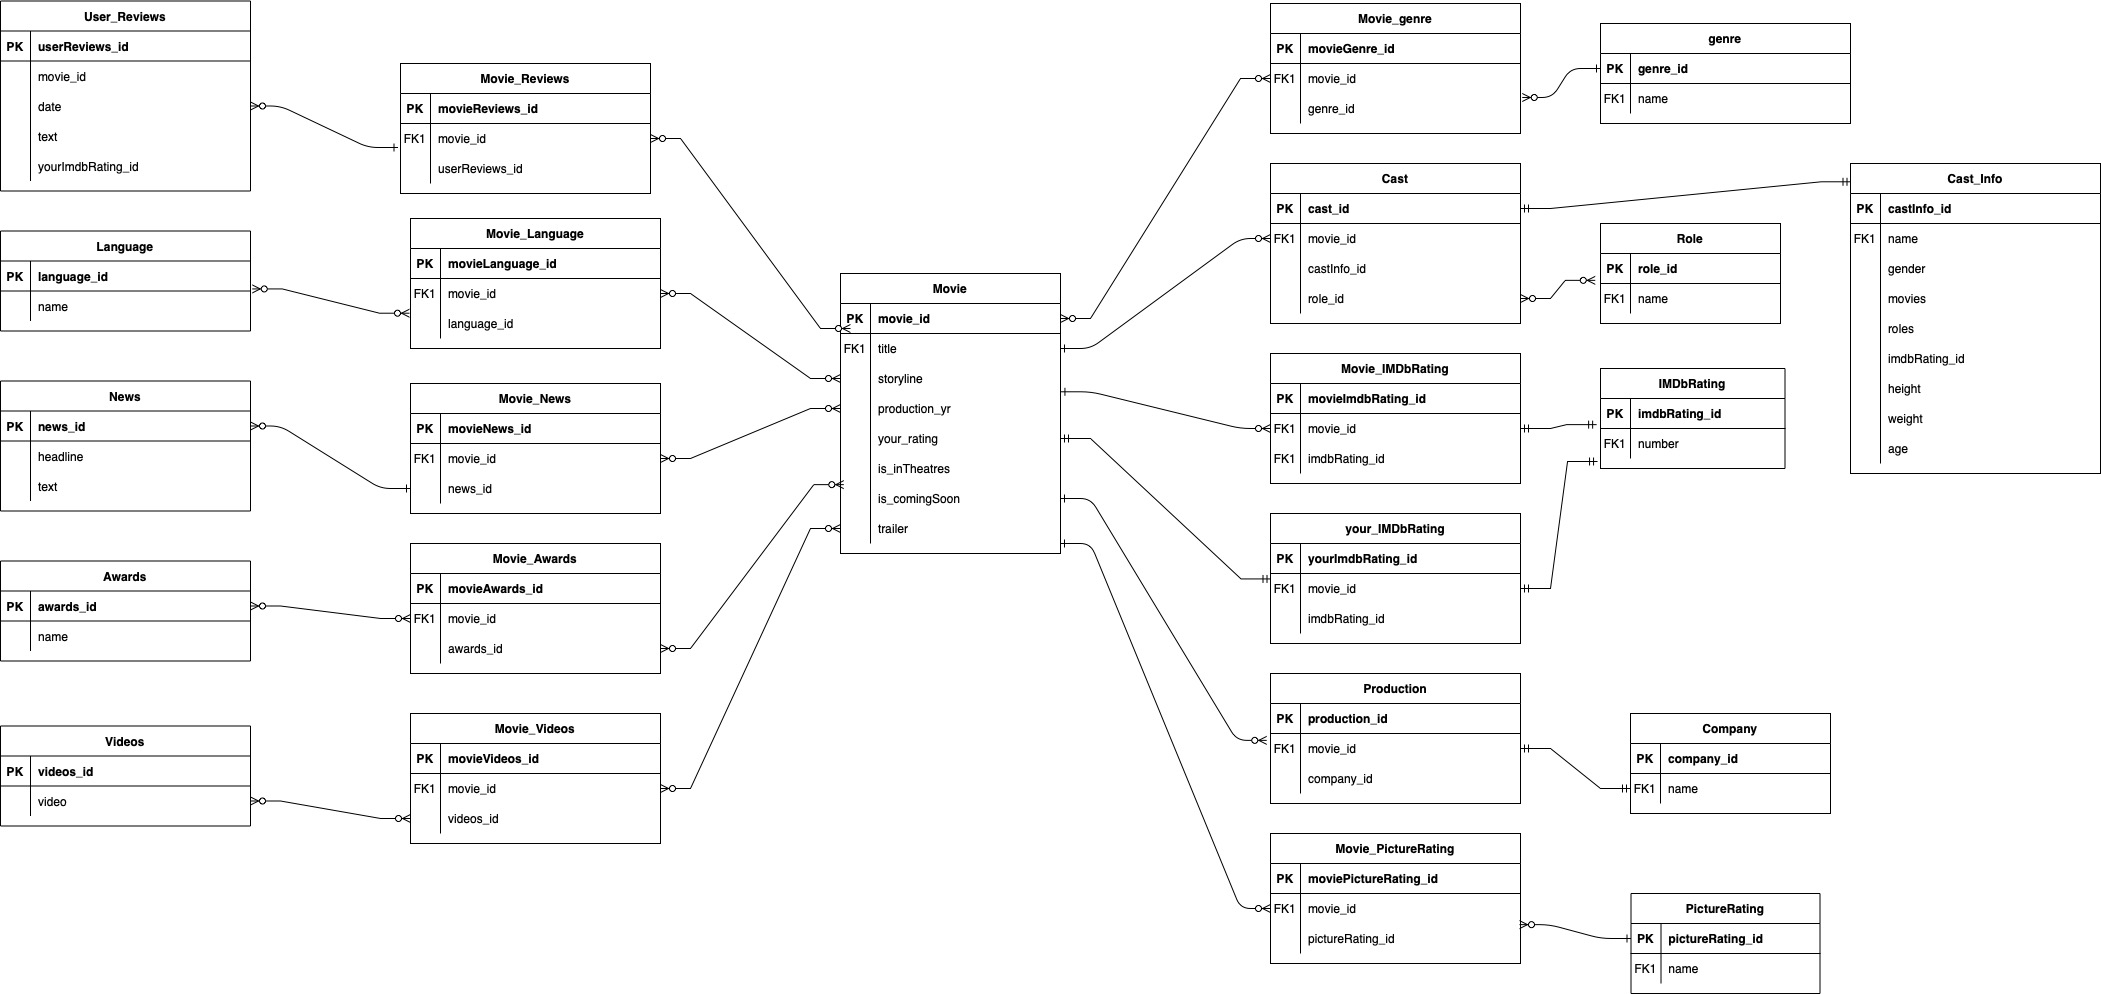 User_Reviews
PK userReviews_id
movie_id
date
text
yourImdbRating_id
Movie_Reviews
PK movieReviews_id
FK1 movie_id
userReviews_id
Language
PK language_id
name
Movie_Language
PK movieLanguage_id
FK1 movie_id
language_id
News
PK news_id
headline
text
Movie_News
PK movieNews_id
FK1 movie_id
news_id
Awards
PK awards_id
name
Movie_Awards
PK movieAwards_id
FK1 movie_id
awards_id
Videos
PK videos_id
video
Movie_Videos
PK movieVideos_id
FK1 movie_id
videos_id
Movie
PK movie_id
FK1 title
storyline
production_yr
your_rating
is_inTheatres
is_comingSoon
trailer
Movie_genre
PK movieGenre_id
FK1 movie_id
genre_id
genre
PK genre_id
FK1 name
Cast
PK cast_id
FK1 movie_id
castInfo_id
role_id
Role
PK role_id
FK1 name
Cast_Info
PK castInfo_id
FK1 name
gender
movies
roles
imdbRating_id
height
weight
age
Movie_IMDbRating
PK movieImdbRating_id
FK1 movie_id
FK1 imdbRating_id
IMDbRating
PK imdbRating_id
FK1 number
your_IMDbRating
PK yourImdbRating_id
FK1 movie_id
imdbRating_id
Production
PK production_id
FK1 movie_id
company_id
Company
PK company_id
FK1 name
Movie_PictureRating
PK moviePictureRating_id
FK1 movie_id
pictureRating_id
PictureRating
PK pictureRating_id
FK1 name